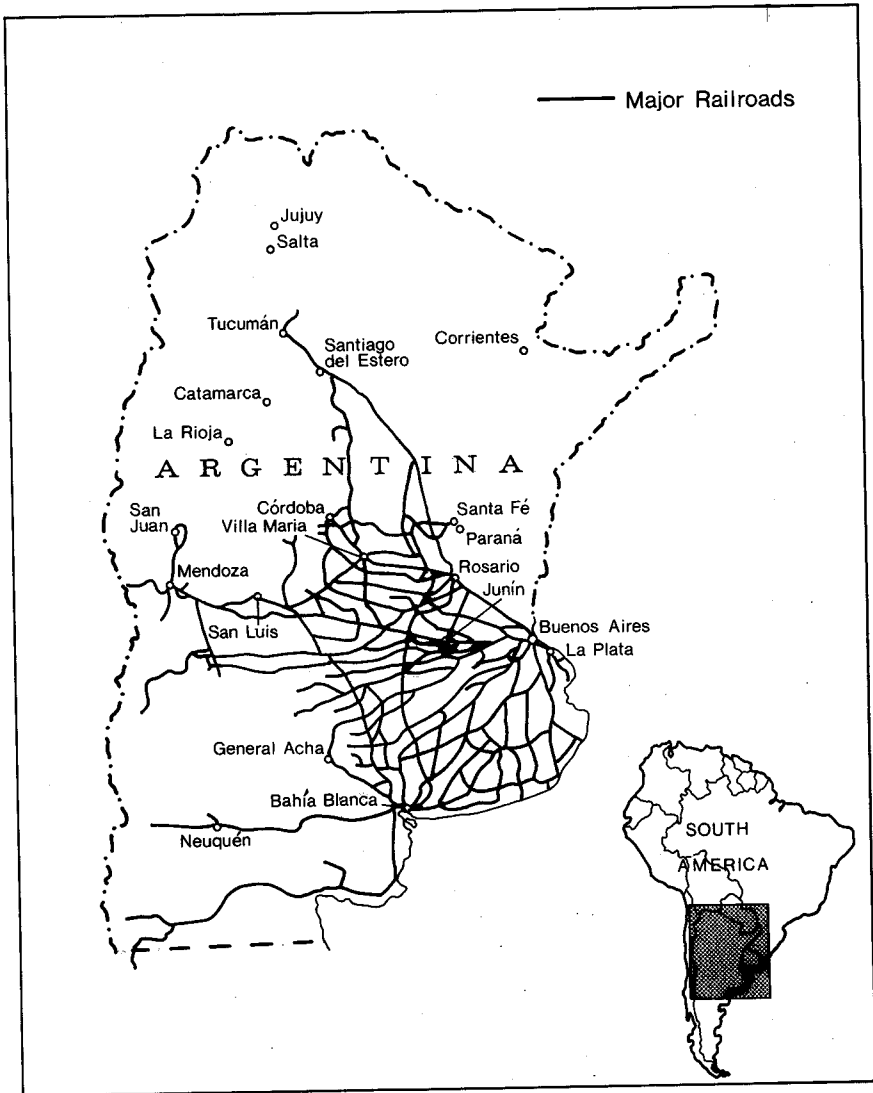 Major Railroads
Jujuy
Salta
Tucumán
Santiago
del Estero
Corrientes
Catamarca
La Rioja
ARGENTINA
San
Juan
Córdoba
Villa Maria
Santa Fé
Paraná
Mendoza
Rosario
Junín
San Luis
Buenos Aires
La Plata
General Acha
Bahía Blanca
Neuquén
SOUTH
AMERICA